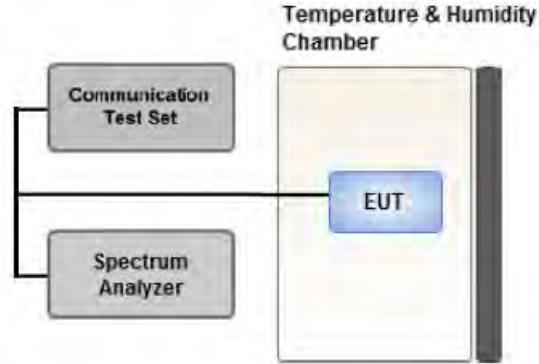 Temperature & Humidity
Chamber
Communication
Test Set
EUT
Spectrum
Analyzer